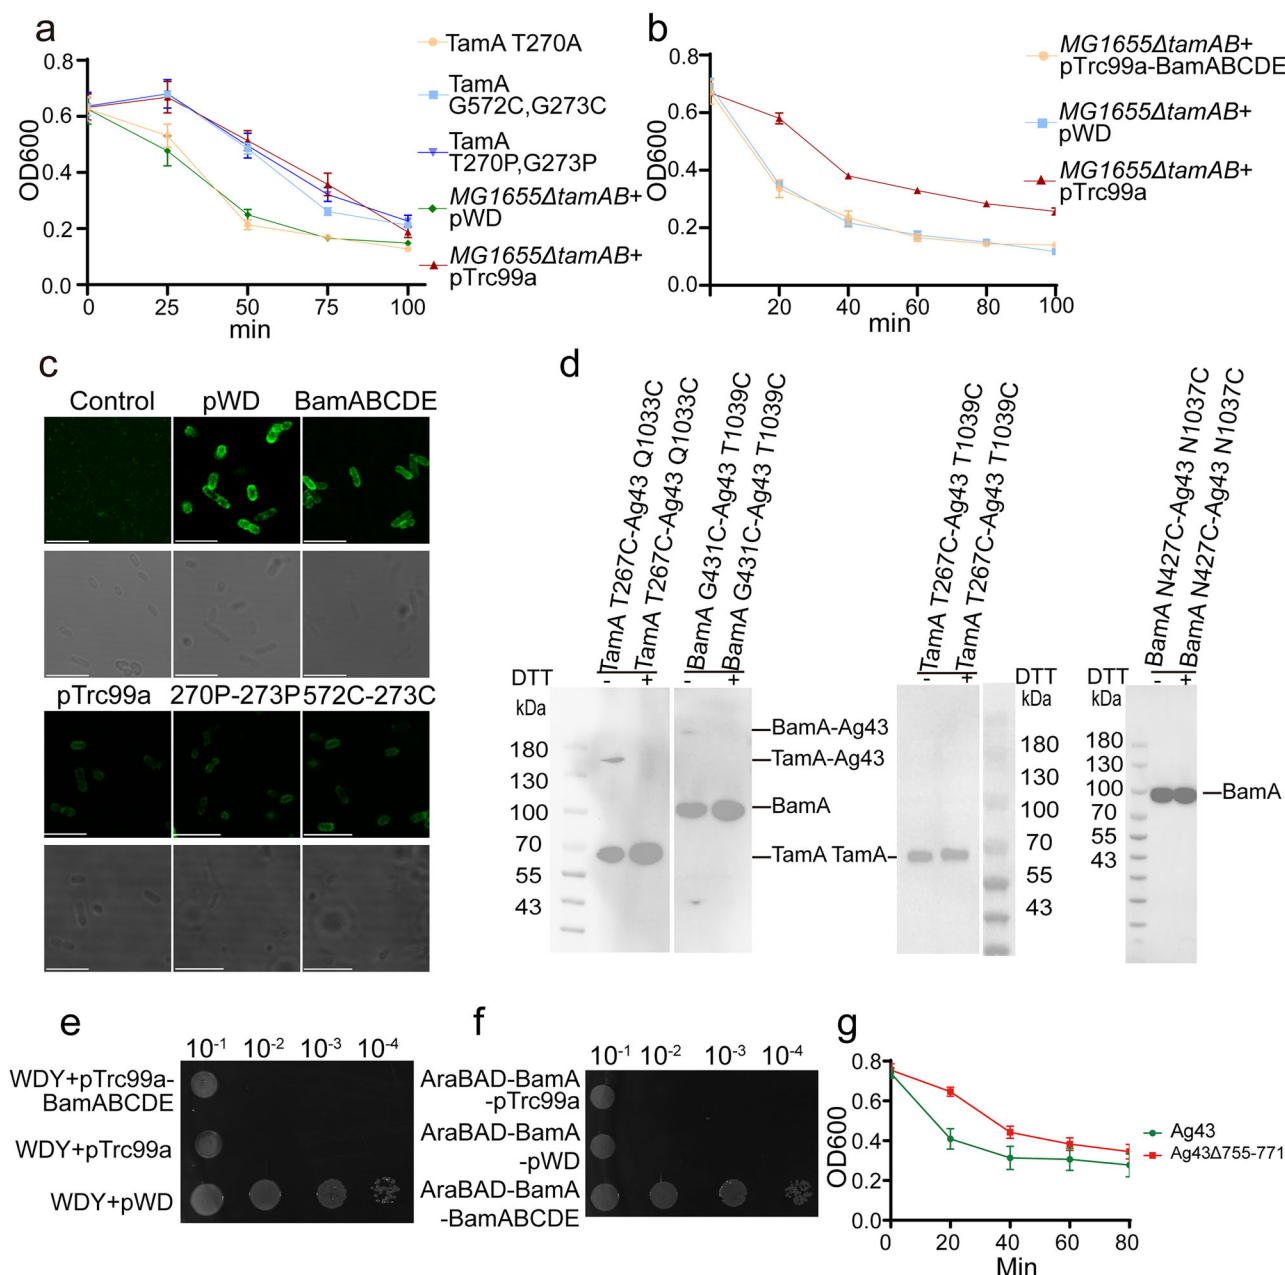 a
0.8
0.6
0.4
0.2
0.0
OD600
0
25
50
75
100
min
TamA T270A
TamA
G572C,G273C
TamA
T270P,G273P
MG1655ΔtamAB+
pWD
MG1655ΔtamAB+
pTrc99a
b
0.8
0.6
0.4
0.2
0.0
OD600
20
40
60
80
100
min
MG1655ΔtamAB+
pTrc99a-BamABCDE
MG1655ΔtamAB+
pWD
MG1655ΔtamAB+
pTrc99a
c
Control
pWD
BamABCDE
pTrc99a
270P-273P
572C-273C
d
TamA T267C-Ag43 Q1033C
TamA T267C-Ag43 Q1033C
BamA G431C-Ag43 T1039C
BamA G431C-Ag43 T1039C
TamA T267C-Ag43 T1039C
TamA T267C-Ag43 T1039C
BamA N427C-Ag43 N1037C
BamA N427C-Ag43 N1037C
DTT - + - +
kDa
180
130
100
70
55
43
BamA-Ag43
TamA-Ag43
BamA
TamA
TamA
- + DTT
kDa
180
130
100
70
55
43
DTT - +
kDa
180
130
100
70
55
43
BamA
e
10-1 10-2 10-3 10-4
WDY+pTrc99a-
BamABCDE
WDY+pTrc99a
WDY+pWD
f
10-1 10-2 10-3 10-4
AraBAD-BamA
-pTrc99a
AraBAD-BamA
-pWD
AraBAD-BamA
-BamABCDE
g
0.8
0.6
0.4
0.2
0.0
OD600
0
20
40
60
80
Min
Ag43
Ag43Δ755-771